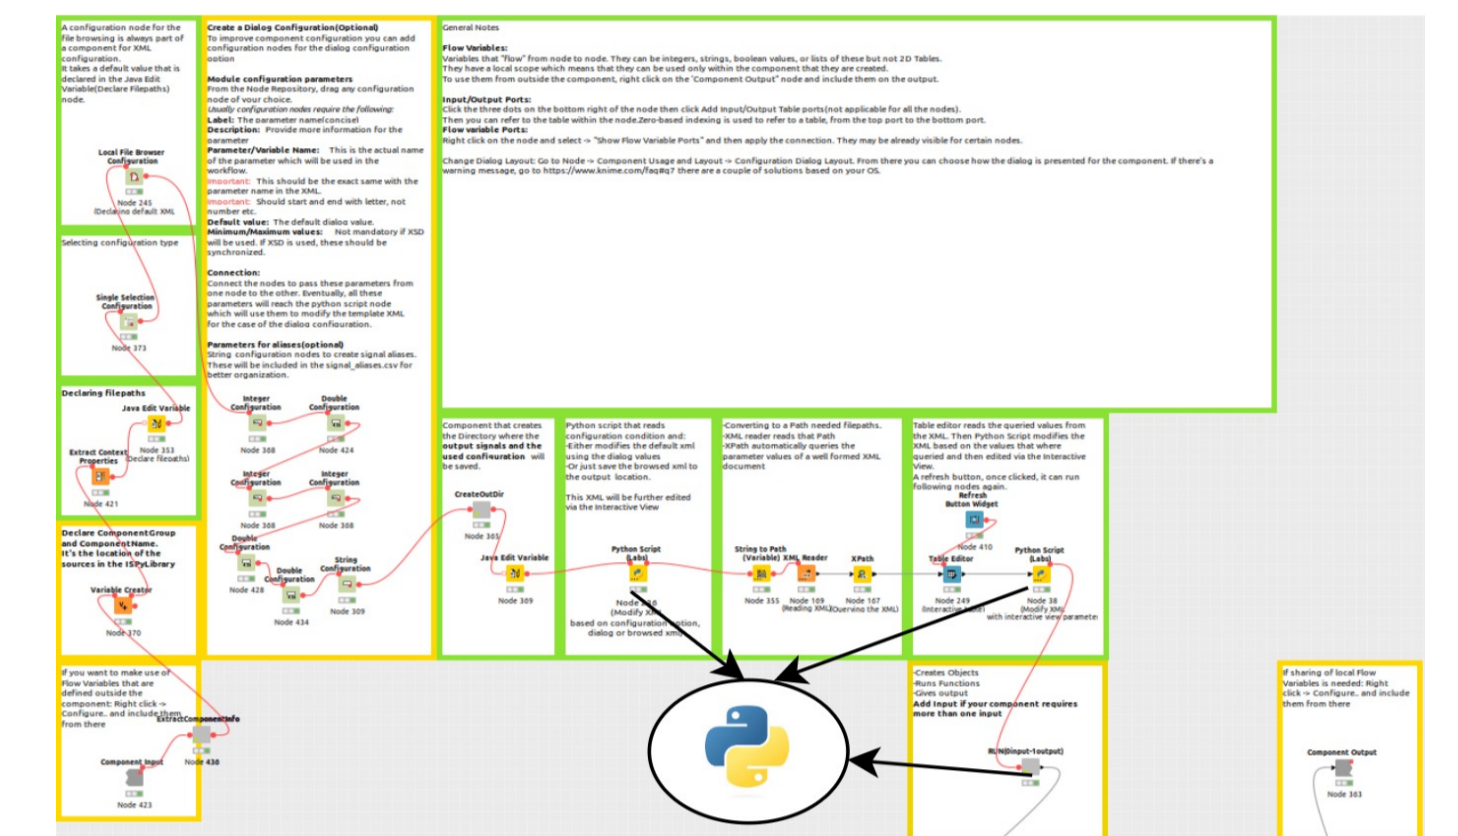 A configuration node for the
file browsing is always part of
a component for XML
configuration.
It takes a default value that is
declared in the Java Edit
Variable(Declare Filepaths)
node.
Local File Browser
Configuration
Node 245
(Declaring default XML
Selecting configuration type
Single Selection
Configuration
Node 373
Declaring filepaths
Java Edit Variable
Node 353
(Declare filepaths)
Extract Context
Properties
Node 421
Declare ComponentGroup
and ComponentName.
It's the location of the
sources in the ISPyLibrary
Variable Creator
Node 370
If you want to make use of
Flow Variables that are
defined outside the
component: Right click ->
Configure.. and include them
from there
ExtractComponentInfo
Node 436
Component Input
Node 423
Create a Dialog Configuration(Optional)
To improve component configuration you can add
configuration nodes for the dialog configuration
option
Module configuration parameters
From the Node Repository, drag any configuration
node of your choice.
Usually configuration nodes require the following:
Label: The parameter name(concise)
Description: Provide more information for the
parameter
Parameter/Variable Name: This is the actual name
of the parameter which will be used in the
workflow.
Important: This should be the exact same with the
parameter name in the XML.
Important: Should start and end with letter, not
number etc.
Default value: The default dialog value.
Minimum/Maximum values: Not mandatory if XSD
will be used. If XSD is used, these should be
synchronized.
Connection:
Connect the nodes to pass these parameters from
one node to the other. Eventually, all these
parameters will reach the python script node
which will use them to modify the template XML
for the case of the dialog configuration.
Parameters for aliases(optional)
String configuration nodes to create signal aliases.
These will be included in the signal_aliases.csv for
better organization.
Integer
Configuration
Node 308
Double
Configuration
Node 424
Integer
Configuration
Node 308
Integer
Configuration
Node 308
Double
Configuration
Node 428
Double
Configuration
Node 434
String
Configuration
Node 309
General Notes
Flow Variables:
Variables that "flow" from node to node. They can be integers, strings, boolean values, or lists of these but not 2D Tables.
They have a local scope which means that they can be used only within the component that they are created.
To use them from outside the component, right click on the 'Component Output" node and include them on the output.
Input/Output Ports:
Click the three dots on the bottom right of the node then click Add Input/Output Table ports(not applicable for all the nodes).
Then you can refer to the table within the node.Zero-based indexing is used to refer to a table, from the top port to the bottom port.
Flow variable Ports:
Right click on the node and select -> "Show Flow Variable Ports" and then apply the connection. They may be already visible for certain nodes.
Change Dialog Layout: Go to Node -> Component Usage and Layout -> Configuration Dialog Layout. From there you can choose how the dialog is presented for the component. If there's a
warning message, go to https://www.knime.com/faq#q7 there are a couple of solutions based on your OS.
Component that creates
the Directory where the
output signals and the
used configuration will
be saved.
CreateOutDir
Node 305
Java Edit Variable
Node 369
Python script that reads
configuration condition and:
-Either modifies the default xml
using the dialog values
-Or just save the browsed xml to
the output location.
This XML will be further edited
via the Interactive View
Python Script
(Labs)
Node
(Modify XML
based on configuration option,
dialog or browsed xml)
-Converting to a Path needed filepaths.
-XML reader reads that Path
-XPath automatically queries the
parameter values of a well formed XML
document
String to Path
(Variable)
Node 355
XML Reader
Node 109
(Reading XML)
XPath
Node 107
(Querying the XML)
Table editor reads the queried values from
the XML. Then Python Script modifies the
XML based on the values that where
queried and then edited via the Interactive
View.
A refresh button, once clicked, it can run
following nodes again.
Refresh
Button Widget
Node 410
Table Editor
Node 249
(Interactive
Python Script
(Labs)
Node 38
(Modify XML
with interactive view parameter
-Creates Objects
-Runs Functions
-Gives output
Add Input if your component requires
more than one input
RUN(0input-1output)
If sharing of local Flow
Variables is needed: Right
click -> Configure.. and include
them from there
Component Output
Node 303